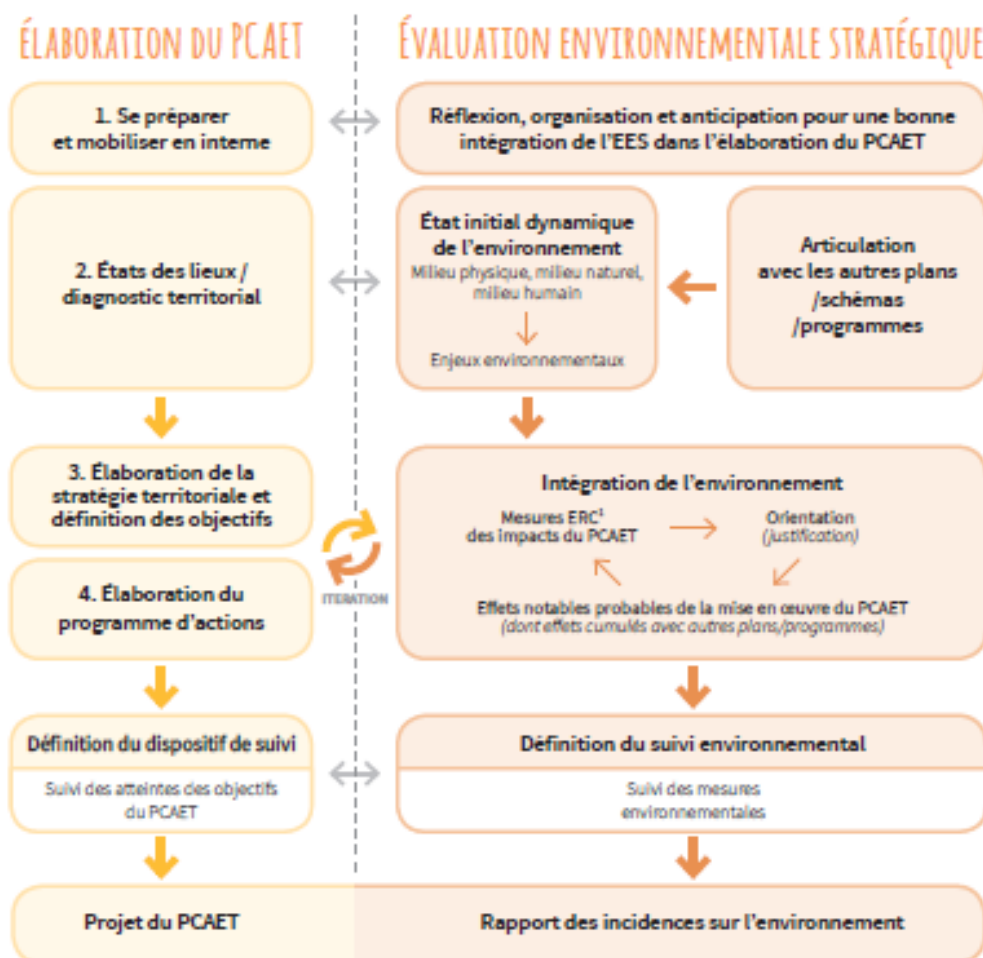 ÉLABORATION DU PCAET
ÉVALUATION ENVIRONNEMENTALE STRATÉGIQUE
1. Se préparer
et mobiliser en interne
Réflexion, organisation et anticipation pour une bonne
intégration de l'EES dans l'élaboration du PCAET
2. États des lieux /
diagnostic territorial
État initial dynamique
de l'environnement
Milieu physique, milieu naturel,
milieu humain
Enjeux environnementaux
Articulation
avec les autres plans
/schémas
/programmes
3. Élaboration de la
stratégie territoriale et
définition des objectifs
4. Élaboration du
programme d'actions
ITERATION
Intégration de l'environnement
Mesures ERC¹
des impacts du PCAET
Orientation
(justification)
Effets notables probables de la mise en œuvre du PCAET
(dont effets cumulés avec autres plans/programmes)
Définition du dispositif de suivi
Suivi des atteintes des objectifs
du PCAET
Définition du suivi environmental
Suivi des mesures
environnementales
Projet du PCAET
Rapport des incidences sur l'environnement